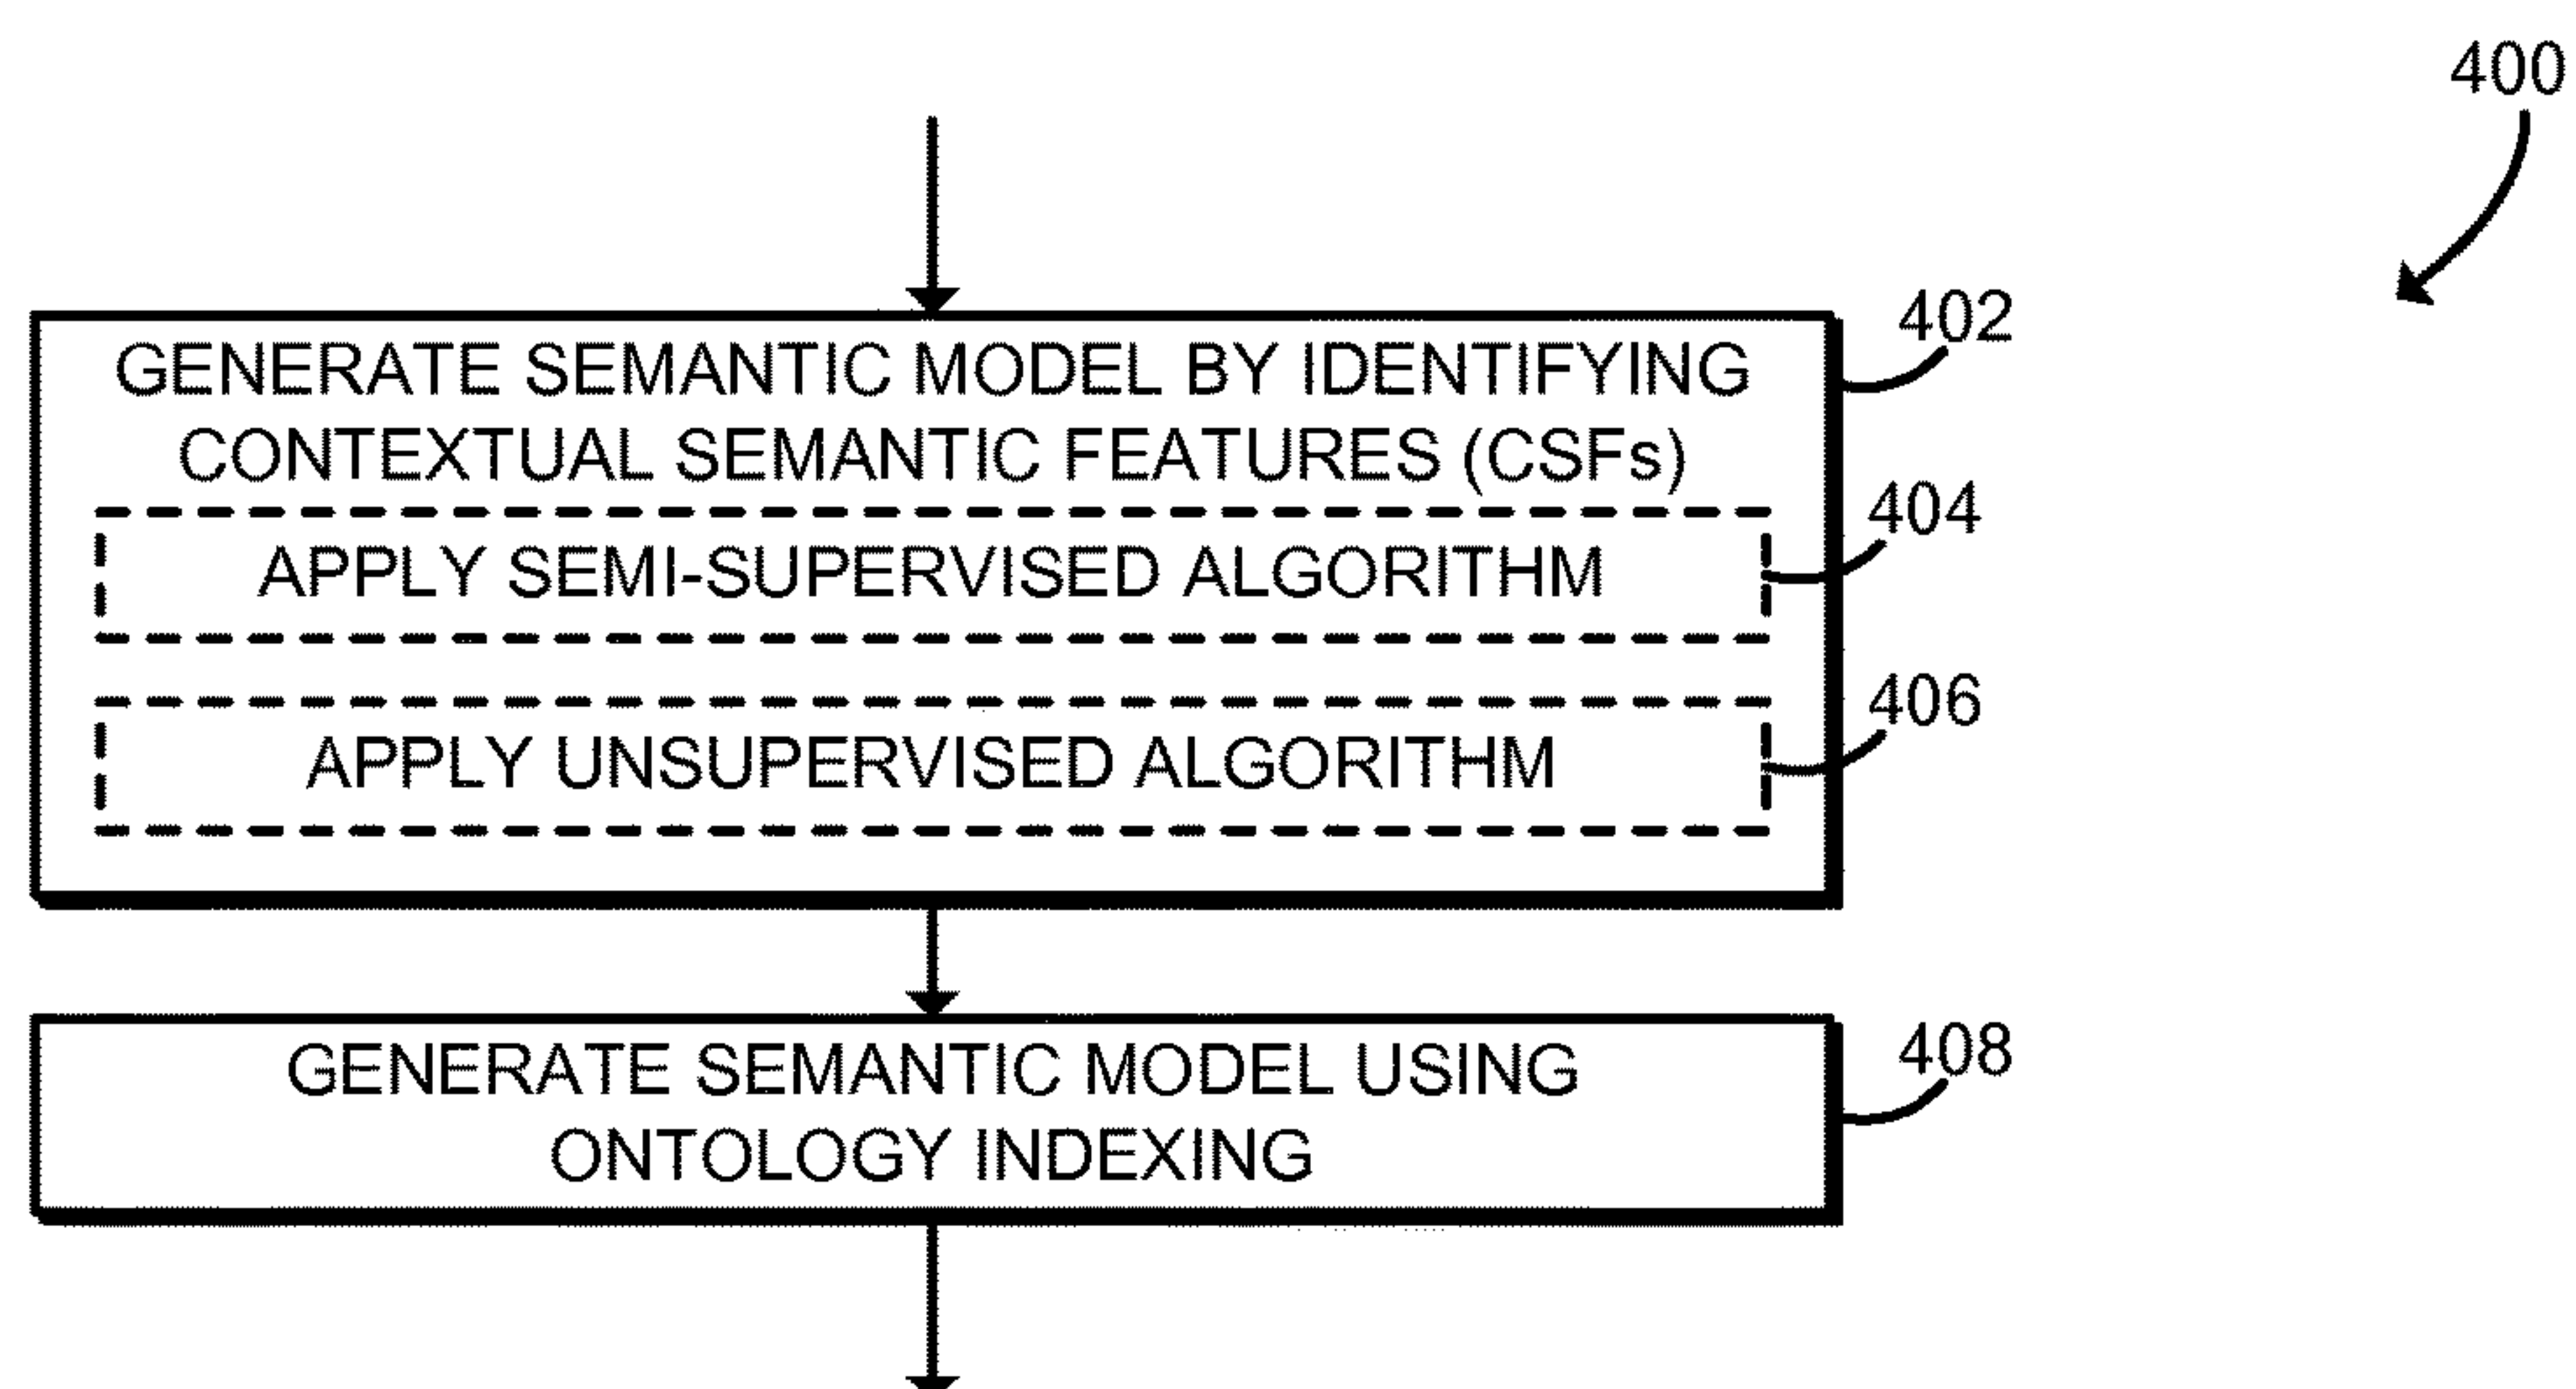 400
402
GENERATE SEMANTIC MODEL BY IDENTIFYING
CONTEXTUAL SEMANTIC FEATURES (CSFs)
404
APPLY SEMI-SUPERVISED ALGORITHM
406
APPLY UNSUPERVISED ALGORITHM
408
GENERATE SEMANTIC MODEL USING
ONTOLOGY INDEXING